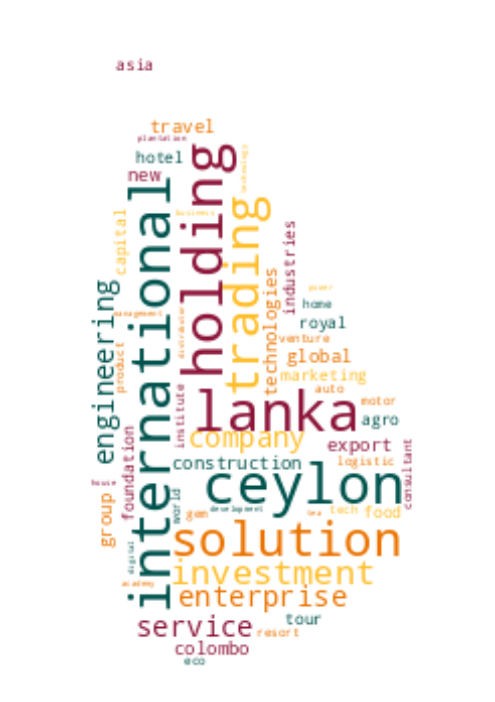 asia
travel
plantation
hotel
technology
new
holding
international
trading
business
capital
industries
engineering
technologies
power
home
management
distributor
royal
venture
global
product
marketing
auto
institute
motor
lanka
agro
foundation
company
export
consultant
construction
logistic
house
world
ceylon
group
gem
development
tea
tech
food
solution
digital
investment
academy
enterprise
service
tour
resort
colombo
eco